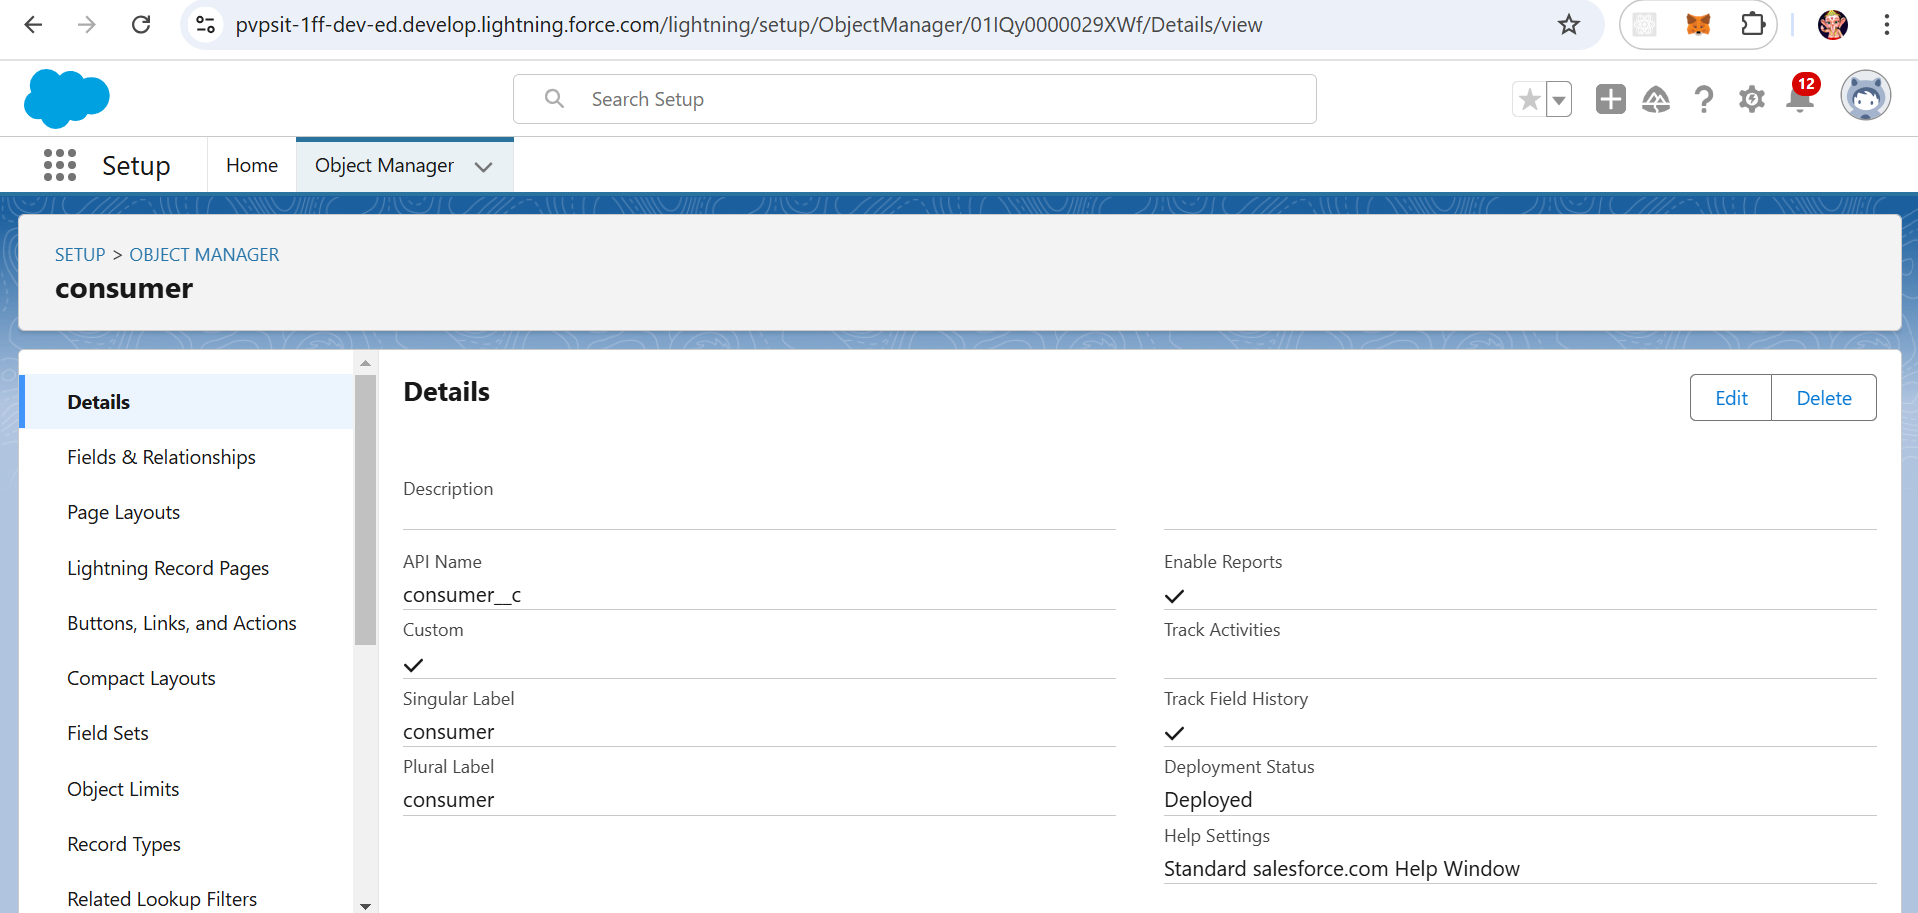 pvpsit-1ff-dev-ed.develop.lightning.force.com/lightning/setup/ObjectManager/01IQy0000029XWf/Details/view
Search Setup
12
Setup
Home
Object Manager
SETUP > OBJECT MANAGER
consumer
Details
Fields & Relationships
Page Layouts
Lightning Record Pages
Buttons, Links, and Actions
Compact Layouts
Field Sets
Object Limits
Record Types
Related Lookup Filters
Details
Edit
Delete
Description
API Name
consumer__c
Custom
Singular Label
consumer
Plural Label
consumer
Enable Reports
Track Activities
Track Field History
Deployment Status
Deployed
Help Settings
Standard salesforce.com Help Window